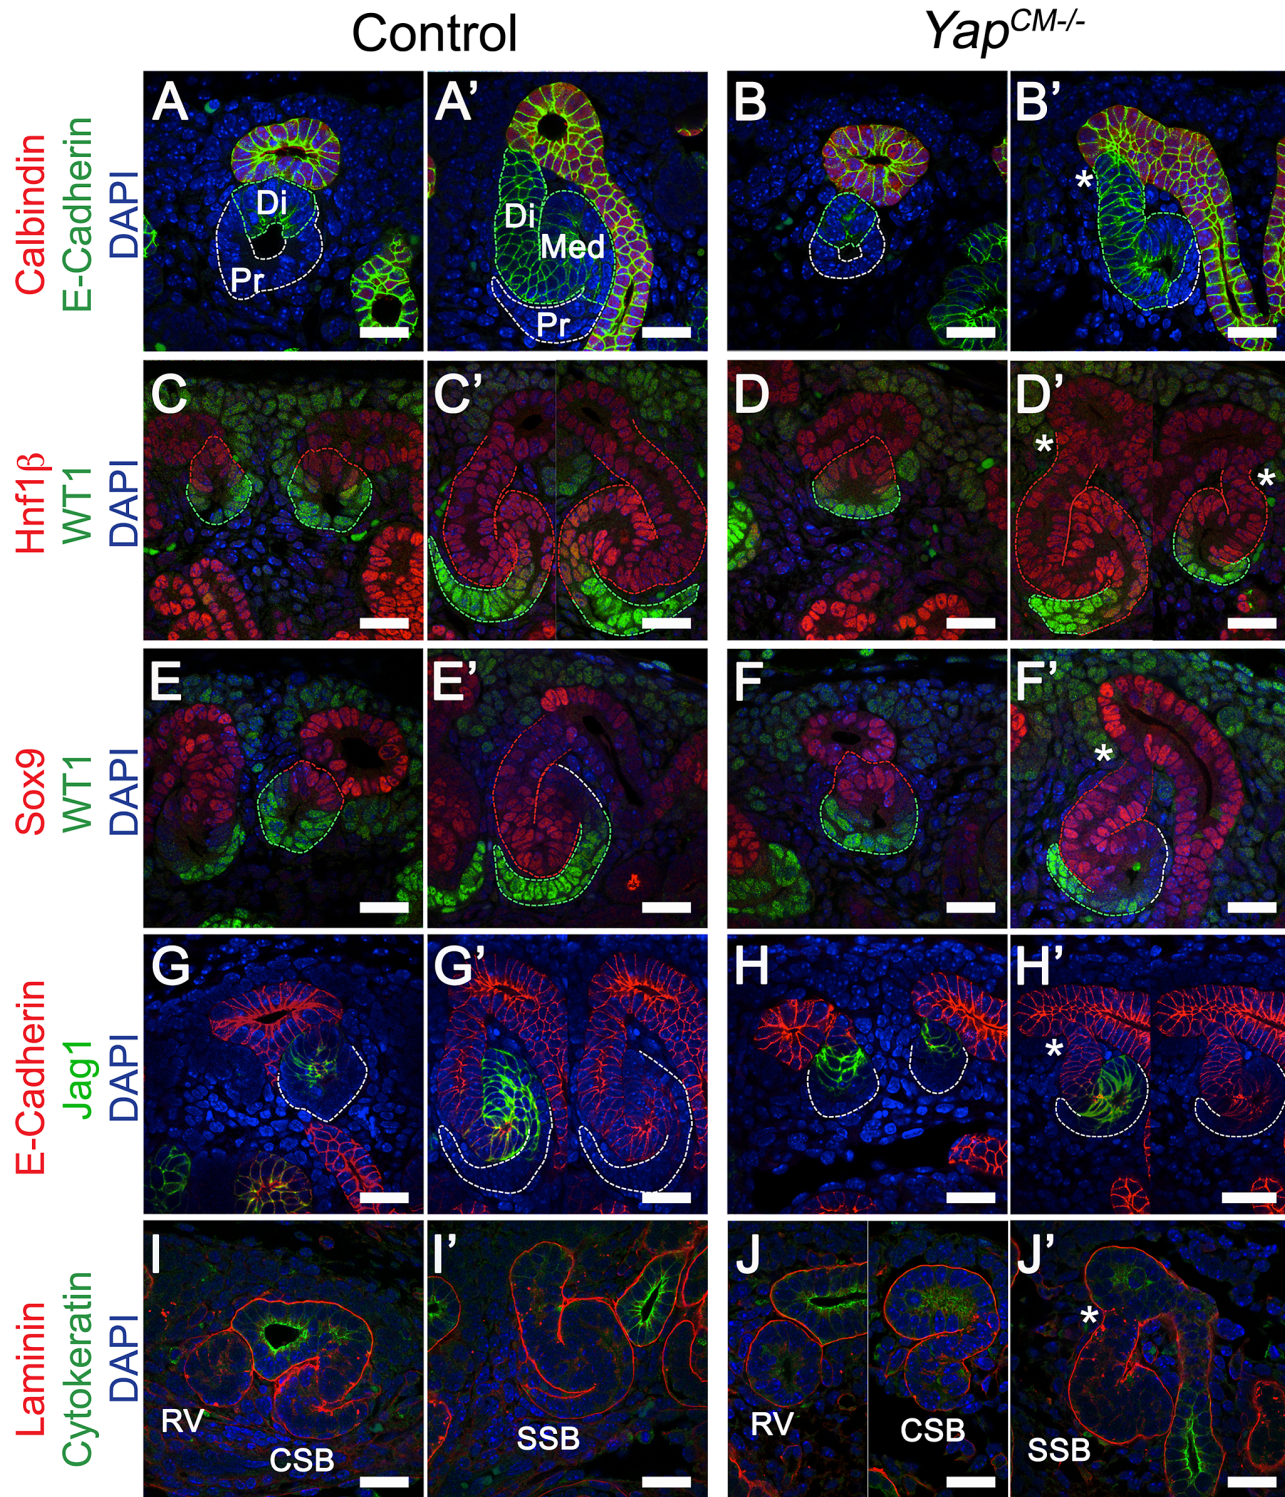 Control
Yap^CM-/-
Calbindin
E-Cadherin
DAPI
A
Di
Pr
A’
Di
Med
Pr
B
B’
*
Hnf1β
WT1
DAPI
C
C’
D
D’
*
*
Sox9
WT1
DAPI
E
E’
F
F’
*
E-Cadherin
Jag1
DAPI
G
G’
H
H’
*
Laminin
Cytokeratin
DAPI
I
RV
CSB
I’
SSB
J
RV
CSB
J’
*
SSB